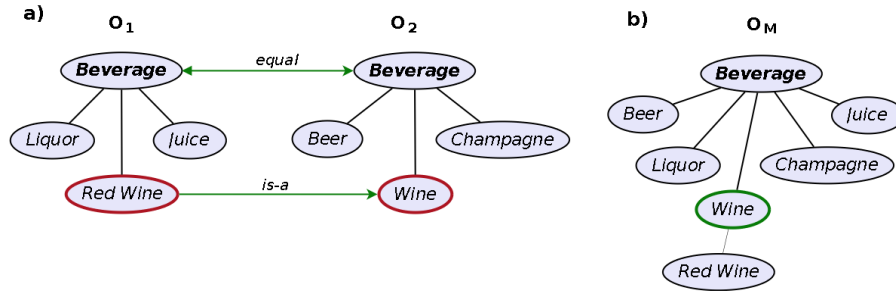 a)
O1
O2
Beverage
equal
Beverage
Liquor
Juice
Beer
Champagne
Red Wine
is-a
Wine
b)
OM
Beverage
Beer
Juice
Liquor
Champagne
Wine
Red Wine